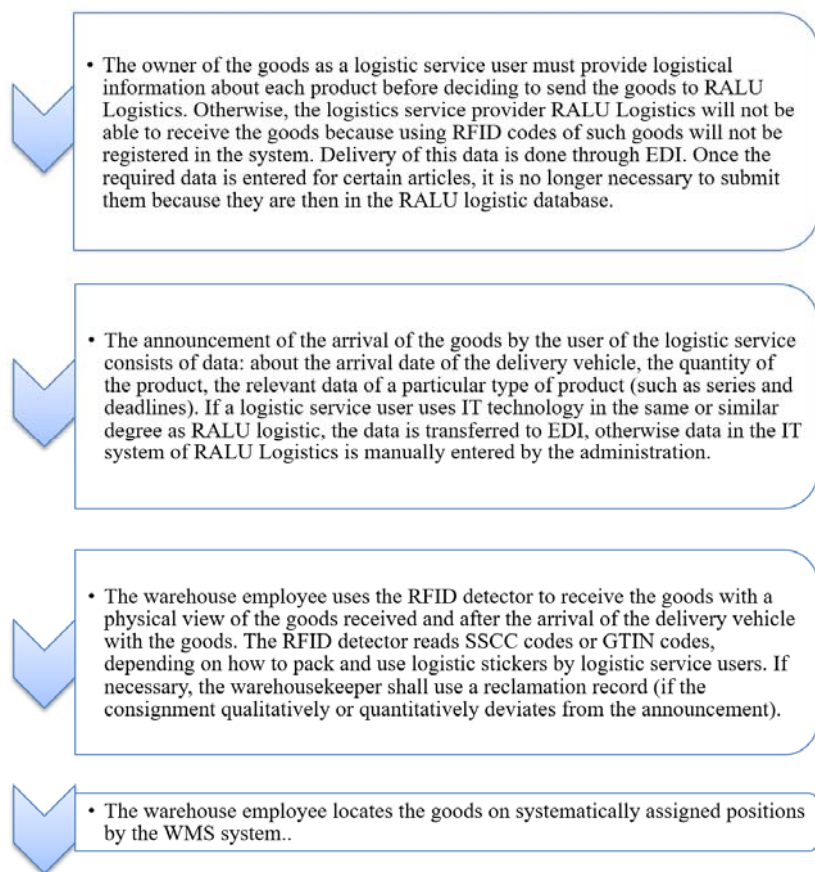 • The owner of the goods as a logistic service user must provide logistical
information about each product before deciding to send the goods to RALU
Logistics. Otherwise, the logistics service provider RALU Logistics will not be
able to receive the goods because using RFID codes of such goods will not be
registered in the system. Delivery of this data is done through EDI. Once the
required data is entered for certain articles, it is no longer necessary to submit
them because they are then in the RALU logistic database.
• The announcement of the arrival of the goods by the user of the logistic service
consists of data: about the arrival date of the delivery vehicle, the quantity of
the product, the relevant data of a particular type of product (such as series and
deadlines). If a logistic service user uses IT technology in the same or similar
degree as RALU logistic, the data is transferred to EDI, otherwise data in the IT
system of RALU Logistics is manually entered by the administration.
• The warehouse employee uses the RFID detector to receive the goods with a
physical view of the goods received and after the arrival of the delivery vehicle
with the goods. The RFID detector reads SSCC codes or GTIN codes,
depending on how to pack and use logistic stickers by logistic service users. If
necessary, the warehousekeeper shall use a reclamation record (if the
consignment qualitatively or quantitatively deviates from the announcement).
• The warehouse employee locates the goods on systematically assigned positions
by the WMS system..